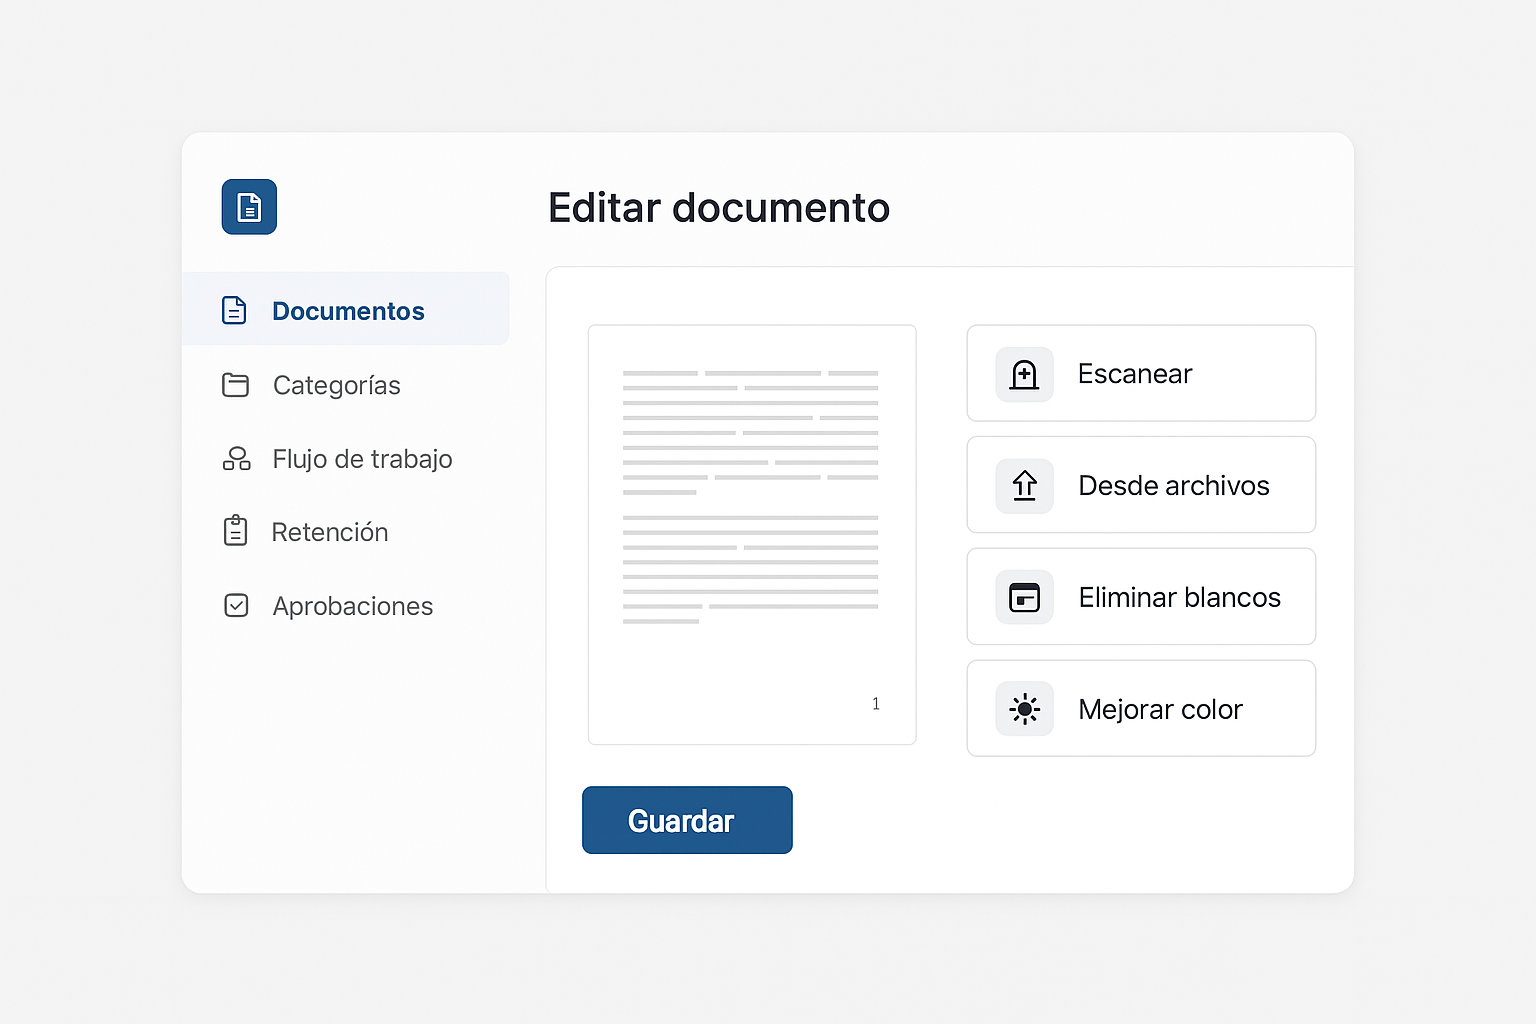 Editar documento
Documentos
Categorías
Flujo de trabajo
Retención
Aprobaciones
1
Escanear
Desde archivos
Eliminar blancos
Mejorar color
Guardar